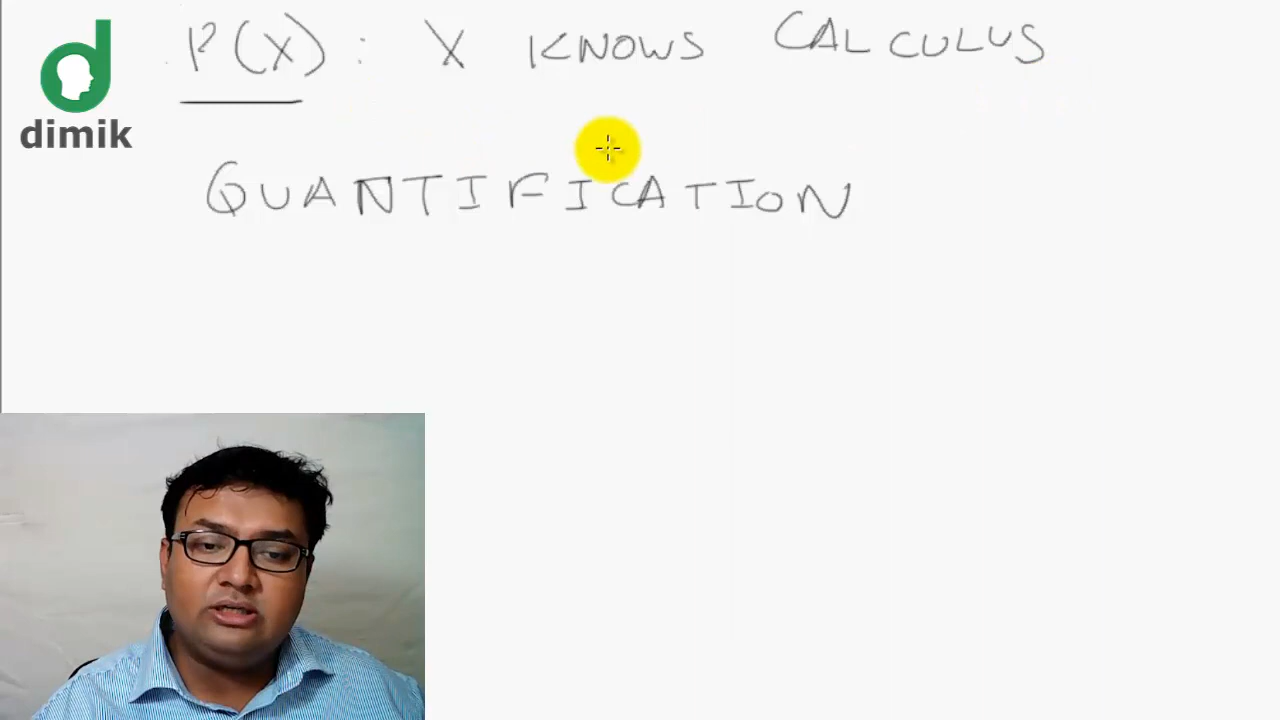 P(X) : X KNOWS CALCULUS
dimik
QUANTIFICATION